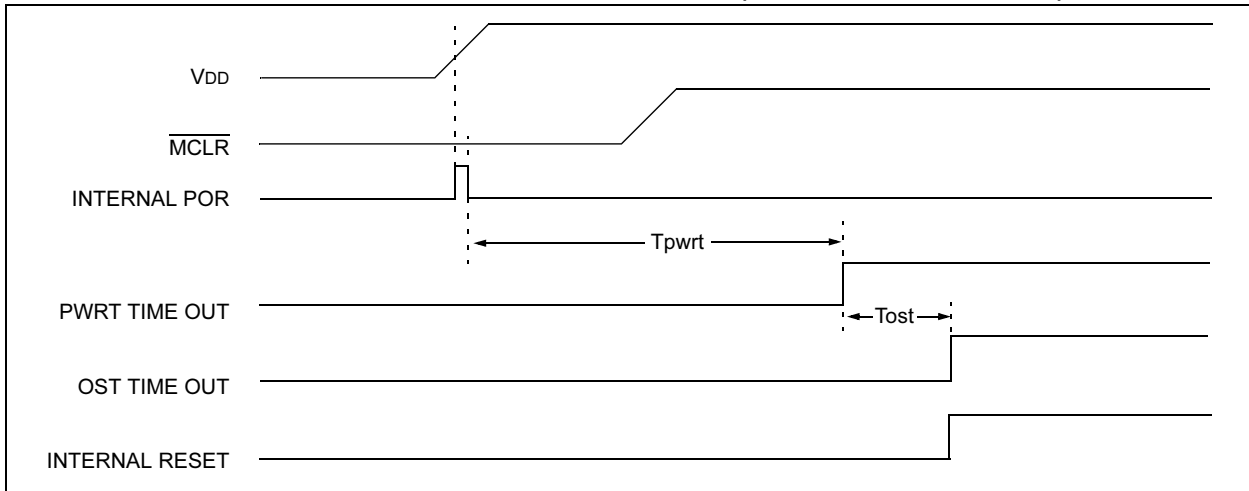 VDD
MCLR
INTERNAL POR
Tpwrt
PWRT TIME OUT
Tost
OST TIME OUT
INTERNAL RESET